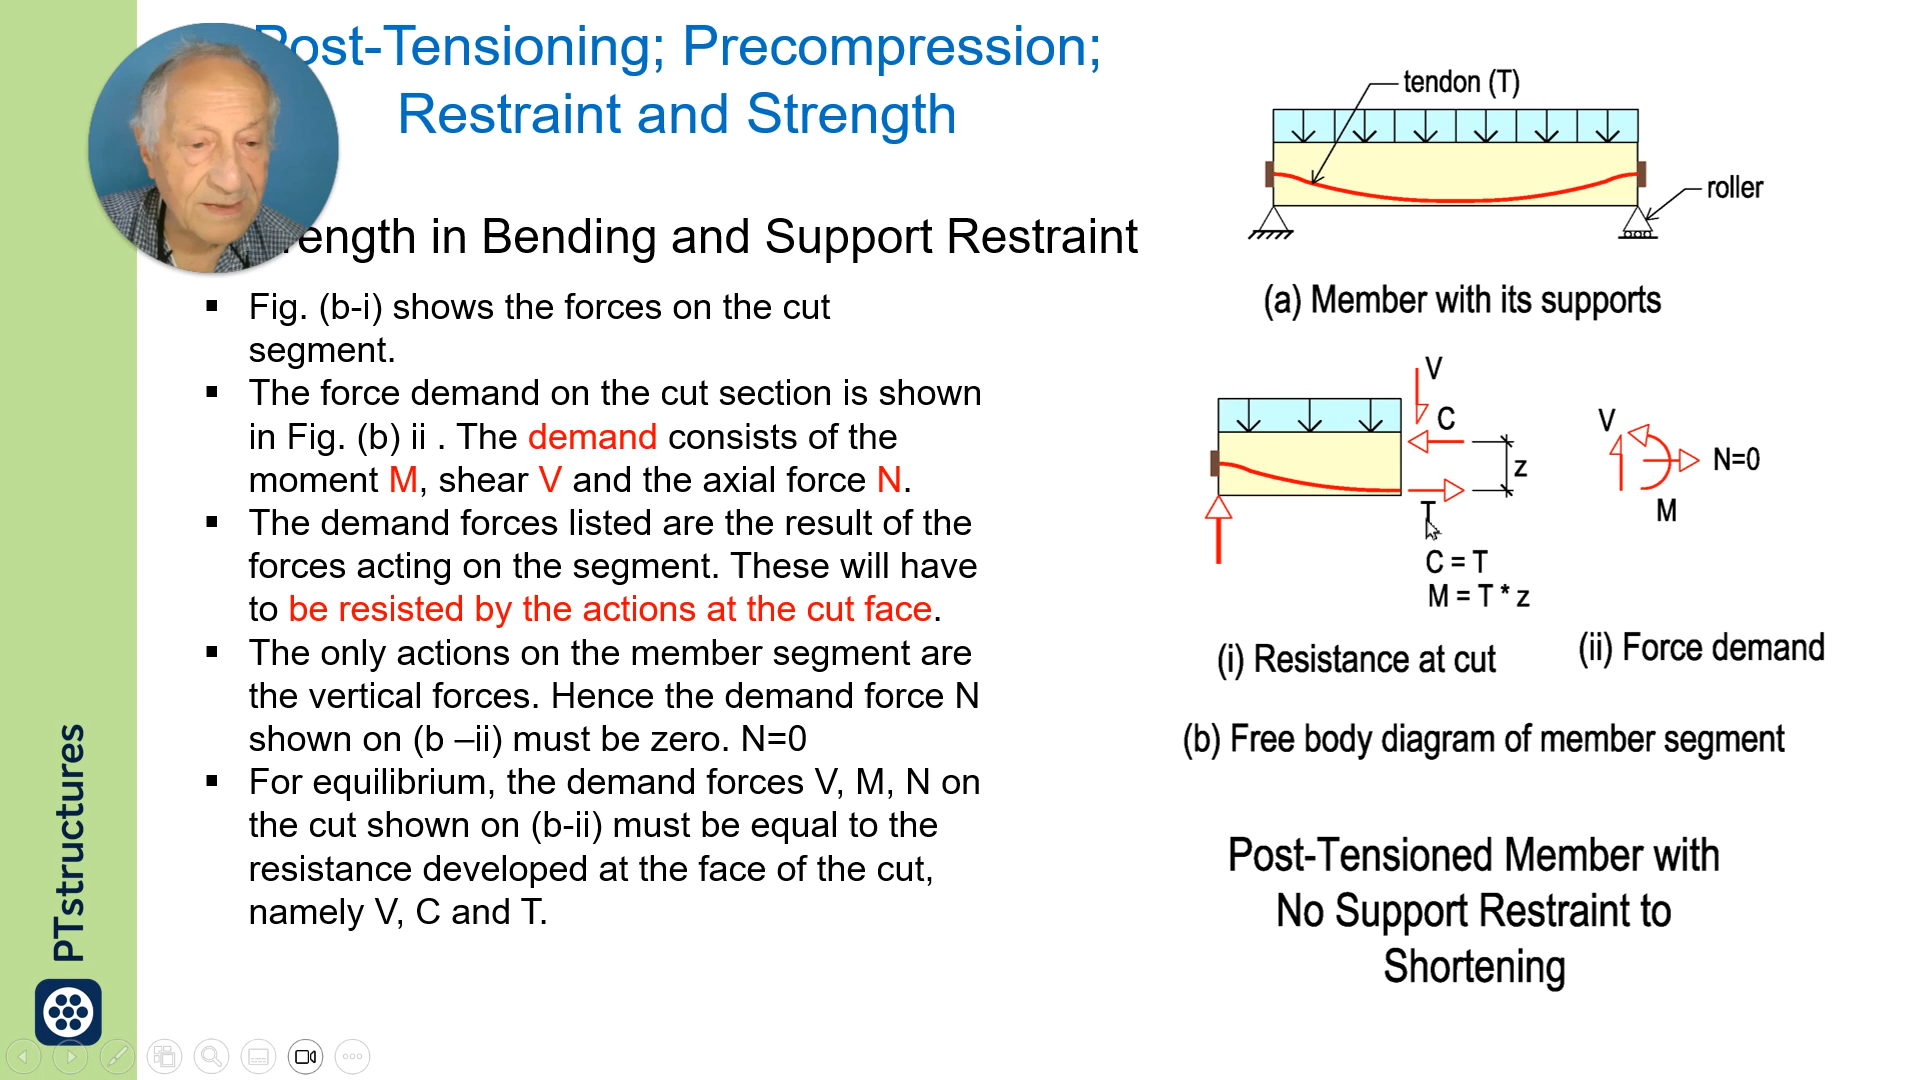 ost-Tensioning; Precompression;
Restraint and Strength
rength in Bending and Support Restraint
▪ Fig. (b-i) shows the forces on the cut
segment.
▪ The force demand on the cut section is shown
in Fig. (b) ii . The demand consists of the
moment M, shear V and the axial force N.
▪ The demand forces listed are the result of the
forces acting on the segment. These will have
to be resisted by the actions at the cut face.
▪ The only actions on the member segment are
the vertical forces. Hence the demand force N
shown on (b –ii) must be zero. N=0
▪ For equilibrium, the demand forces V, M, N on
the cut shown on (b-ii) must be equal to the
resistance developed at the face of the cut,
namely V, C and T.
tendon (T)
roller
(a) Member with its supports
V
C
z
T
C = T
M = T * z
(i) Resistance at cut
V
N=0
M
(ii) Force demand
(b) Free body diagram of member segment
Post-Tensioned Member with
No Support Restraint to
Shortening
PTstructures